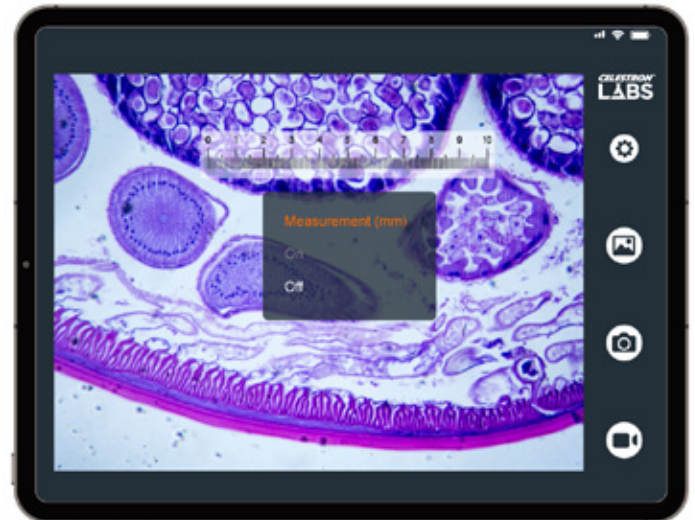 CELESTRON
LABS
0 1 2 3 4 5 6 7 8 9 10
Measurement (mm)
On
Off